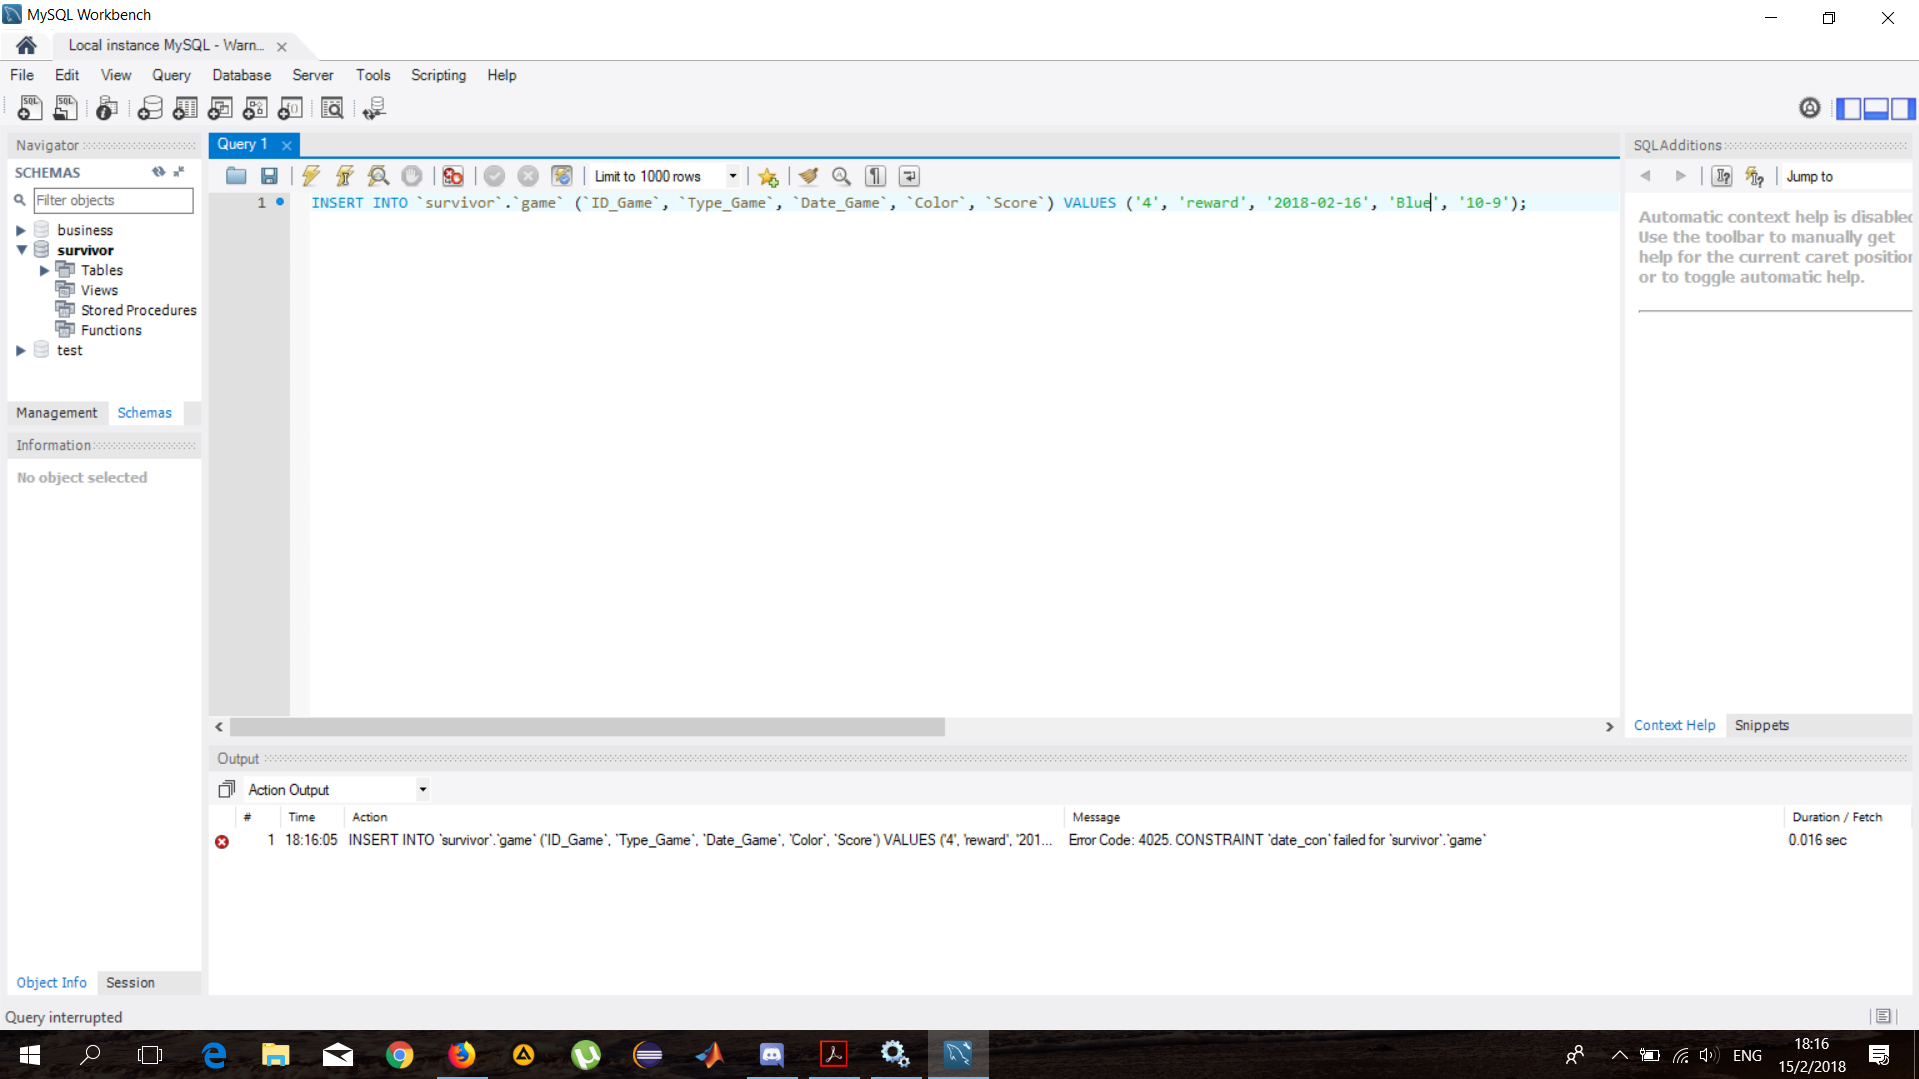 MySQL Workbench
Local instance MySQL - Warn...
File Edit View Query Database Server Tools Scripting Help
Navigator
SCHEMAS
Filter objects
business
survivor
Tables
Views
Stored Procedures
Functions
test
Management Schemas
Information
No object selected
Object Info Session
Query 1
Limit to 1000 rows
1 INSERT INTO `survivor`.`game` (`ID_Game`, `Type_Game`, `Date_Game`, `Color`, `Score`) VALUES ('4', 'reward', '2018-02-16', 'Blue', '10-9');
SQLAdditions
Jump to
Automatic context help is disabled
Use the toolbar to manually get
help for the current caret position
or to toggle automatic help.
Context Help Snippets
Output
Action Output
# Time Action Message Duration / Fetch
1 18:16:05 INSERT INTO `survivor`.`game` (`ID_Game`, `Type_Game`, `Date_Game`, `Color`, `Score`) VALUES ('4', 'reward', '201... Error Code: 4025. CONSTRAINT `date_con` failed for `survivor`.`game` 0.016 sec
Query interrupted
ENG
18:16
15/2/2018